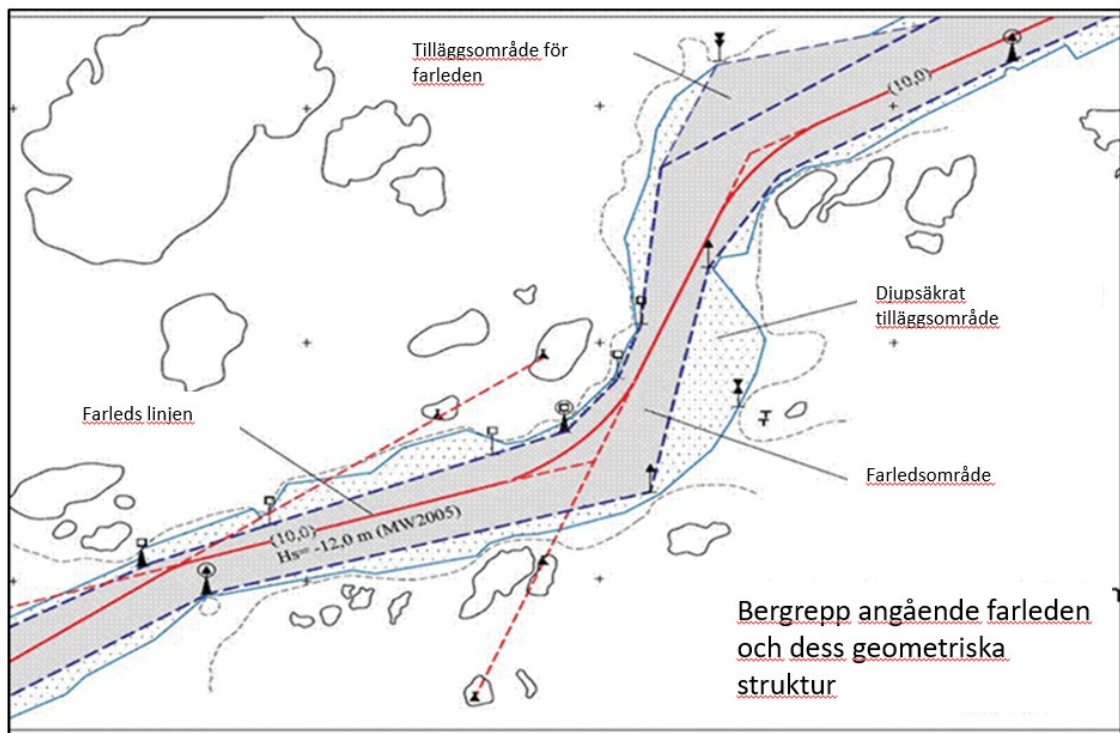 Tilläggsområde för
farleden
(10,0)
Djupsäkrat
tilläggsområde
Farleds linjen
Farledsområde
(10,0)
Hs= -12,0 m (MW2005)
Bergrepp angående farleden
och dess geometriska
struktur